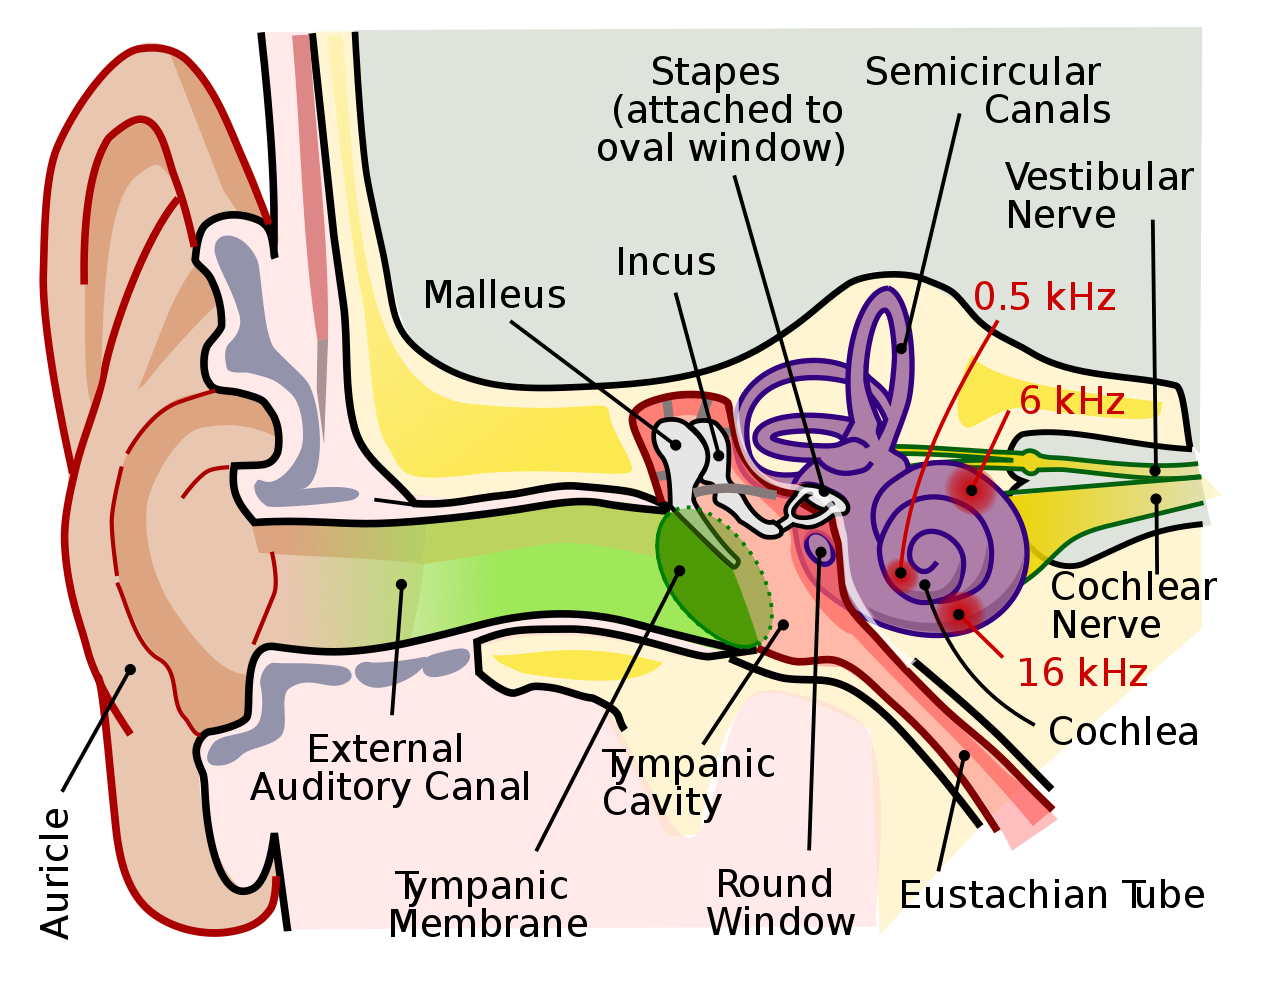 Stapes
(attached to
oval window)
Semicircular
Canals
Vestibular
Nerve
Incus
Malleus
0.5 kHz
6 kHz
Cochlear
Nerve
16 kHz
Cochlea
External
Auditory Canal
Tympanic
Cavity
Auricle
Tympanic
Membrane
Round
Window
Eustachian Tube